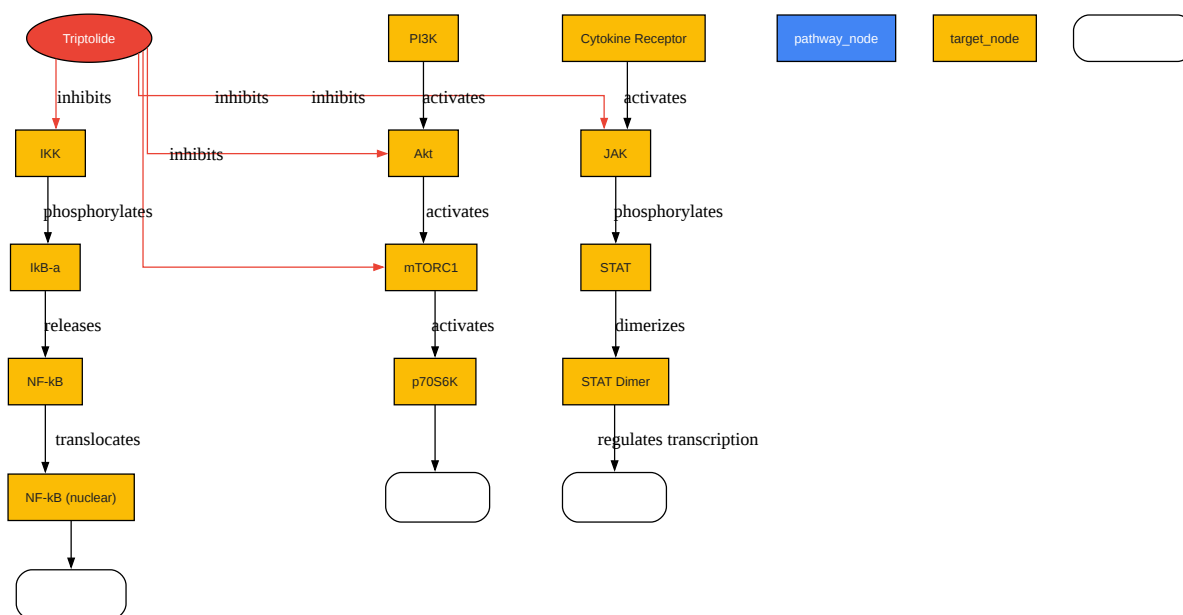 Triptolide
PI3K
Cytokine Receptor
pathway_node
target_node
inhibits
inhibits
inhibits
activates
activates
IKK
inhibits
Akt
JAK
phosphorylates
activates
phosphorylates
IkB-a
mTORC1
STAT
releases
activates
dimerizes
NF-kB
p70S6K
STAT Dimer
translocates
regulates transcription
NF-kB (nuclear)